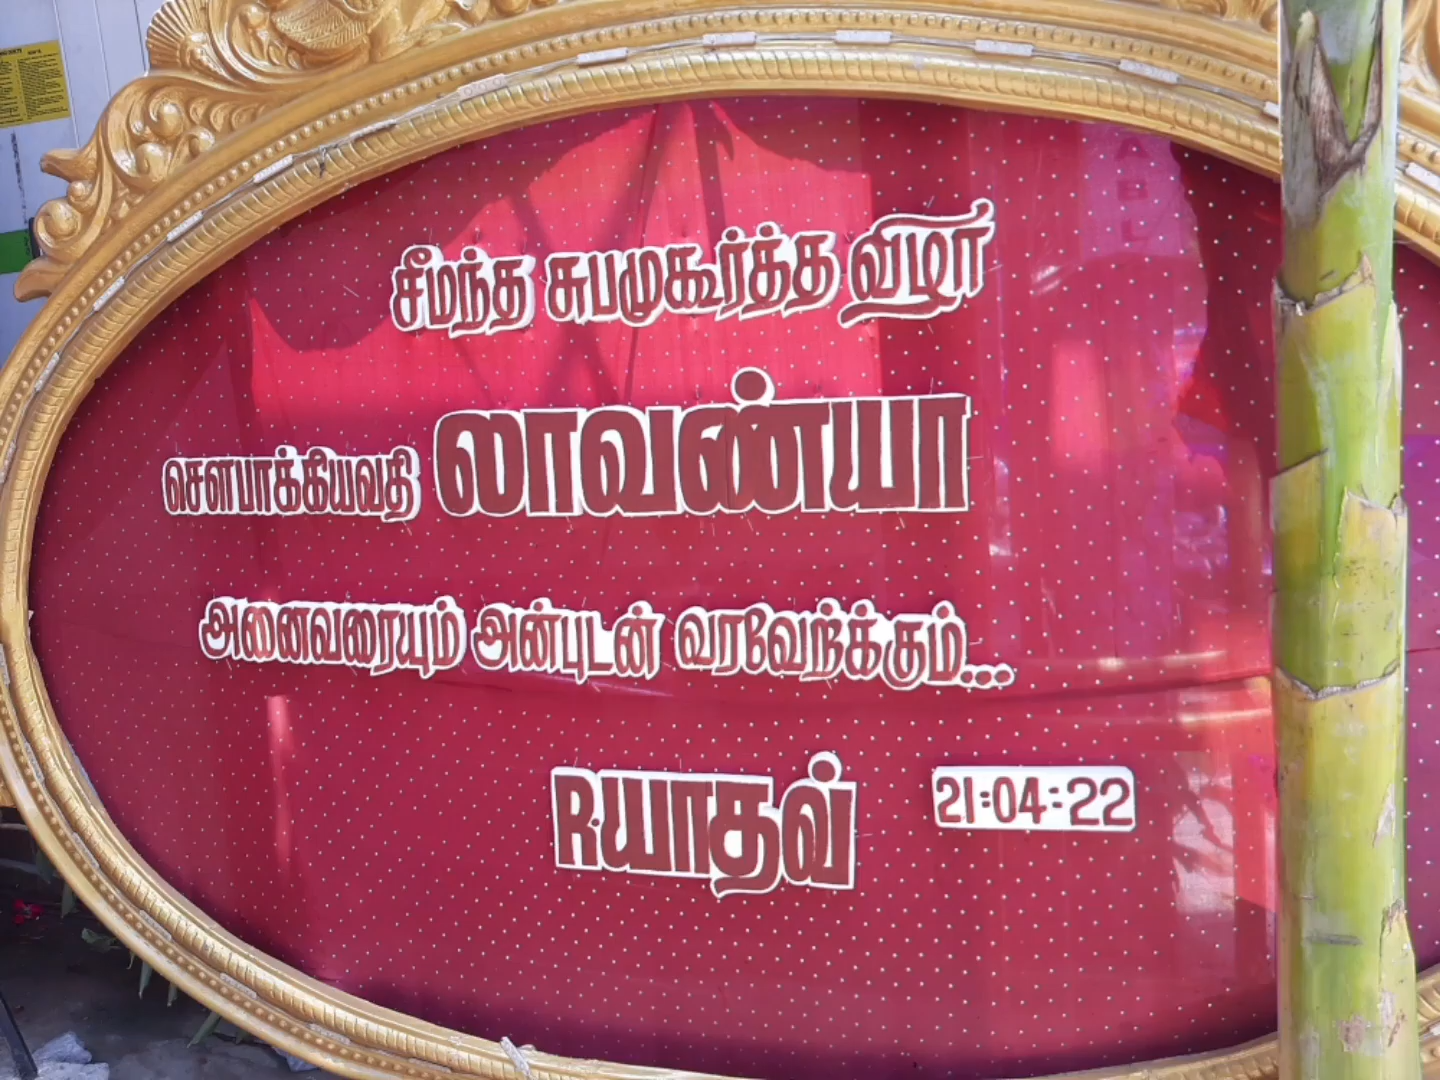 சீமந்த சுபமுகூர்த்த விழா
சௌபாக்கியவதி லாவண்யா
அனைவரையும் அன்புடன் வரவேற்க்கும்...
R.யாதவ் 21:04:22